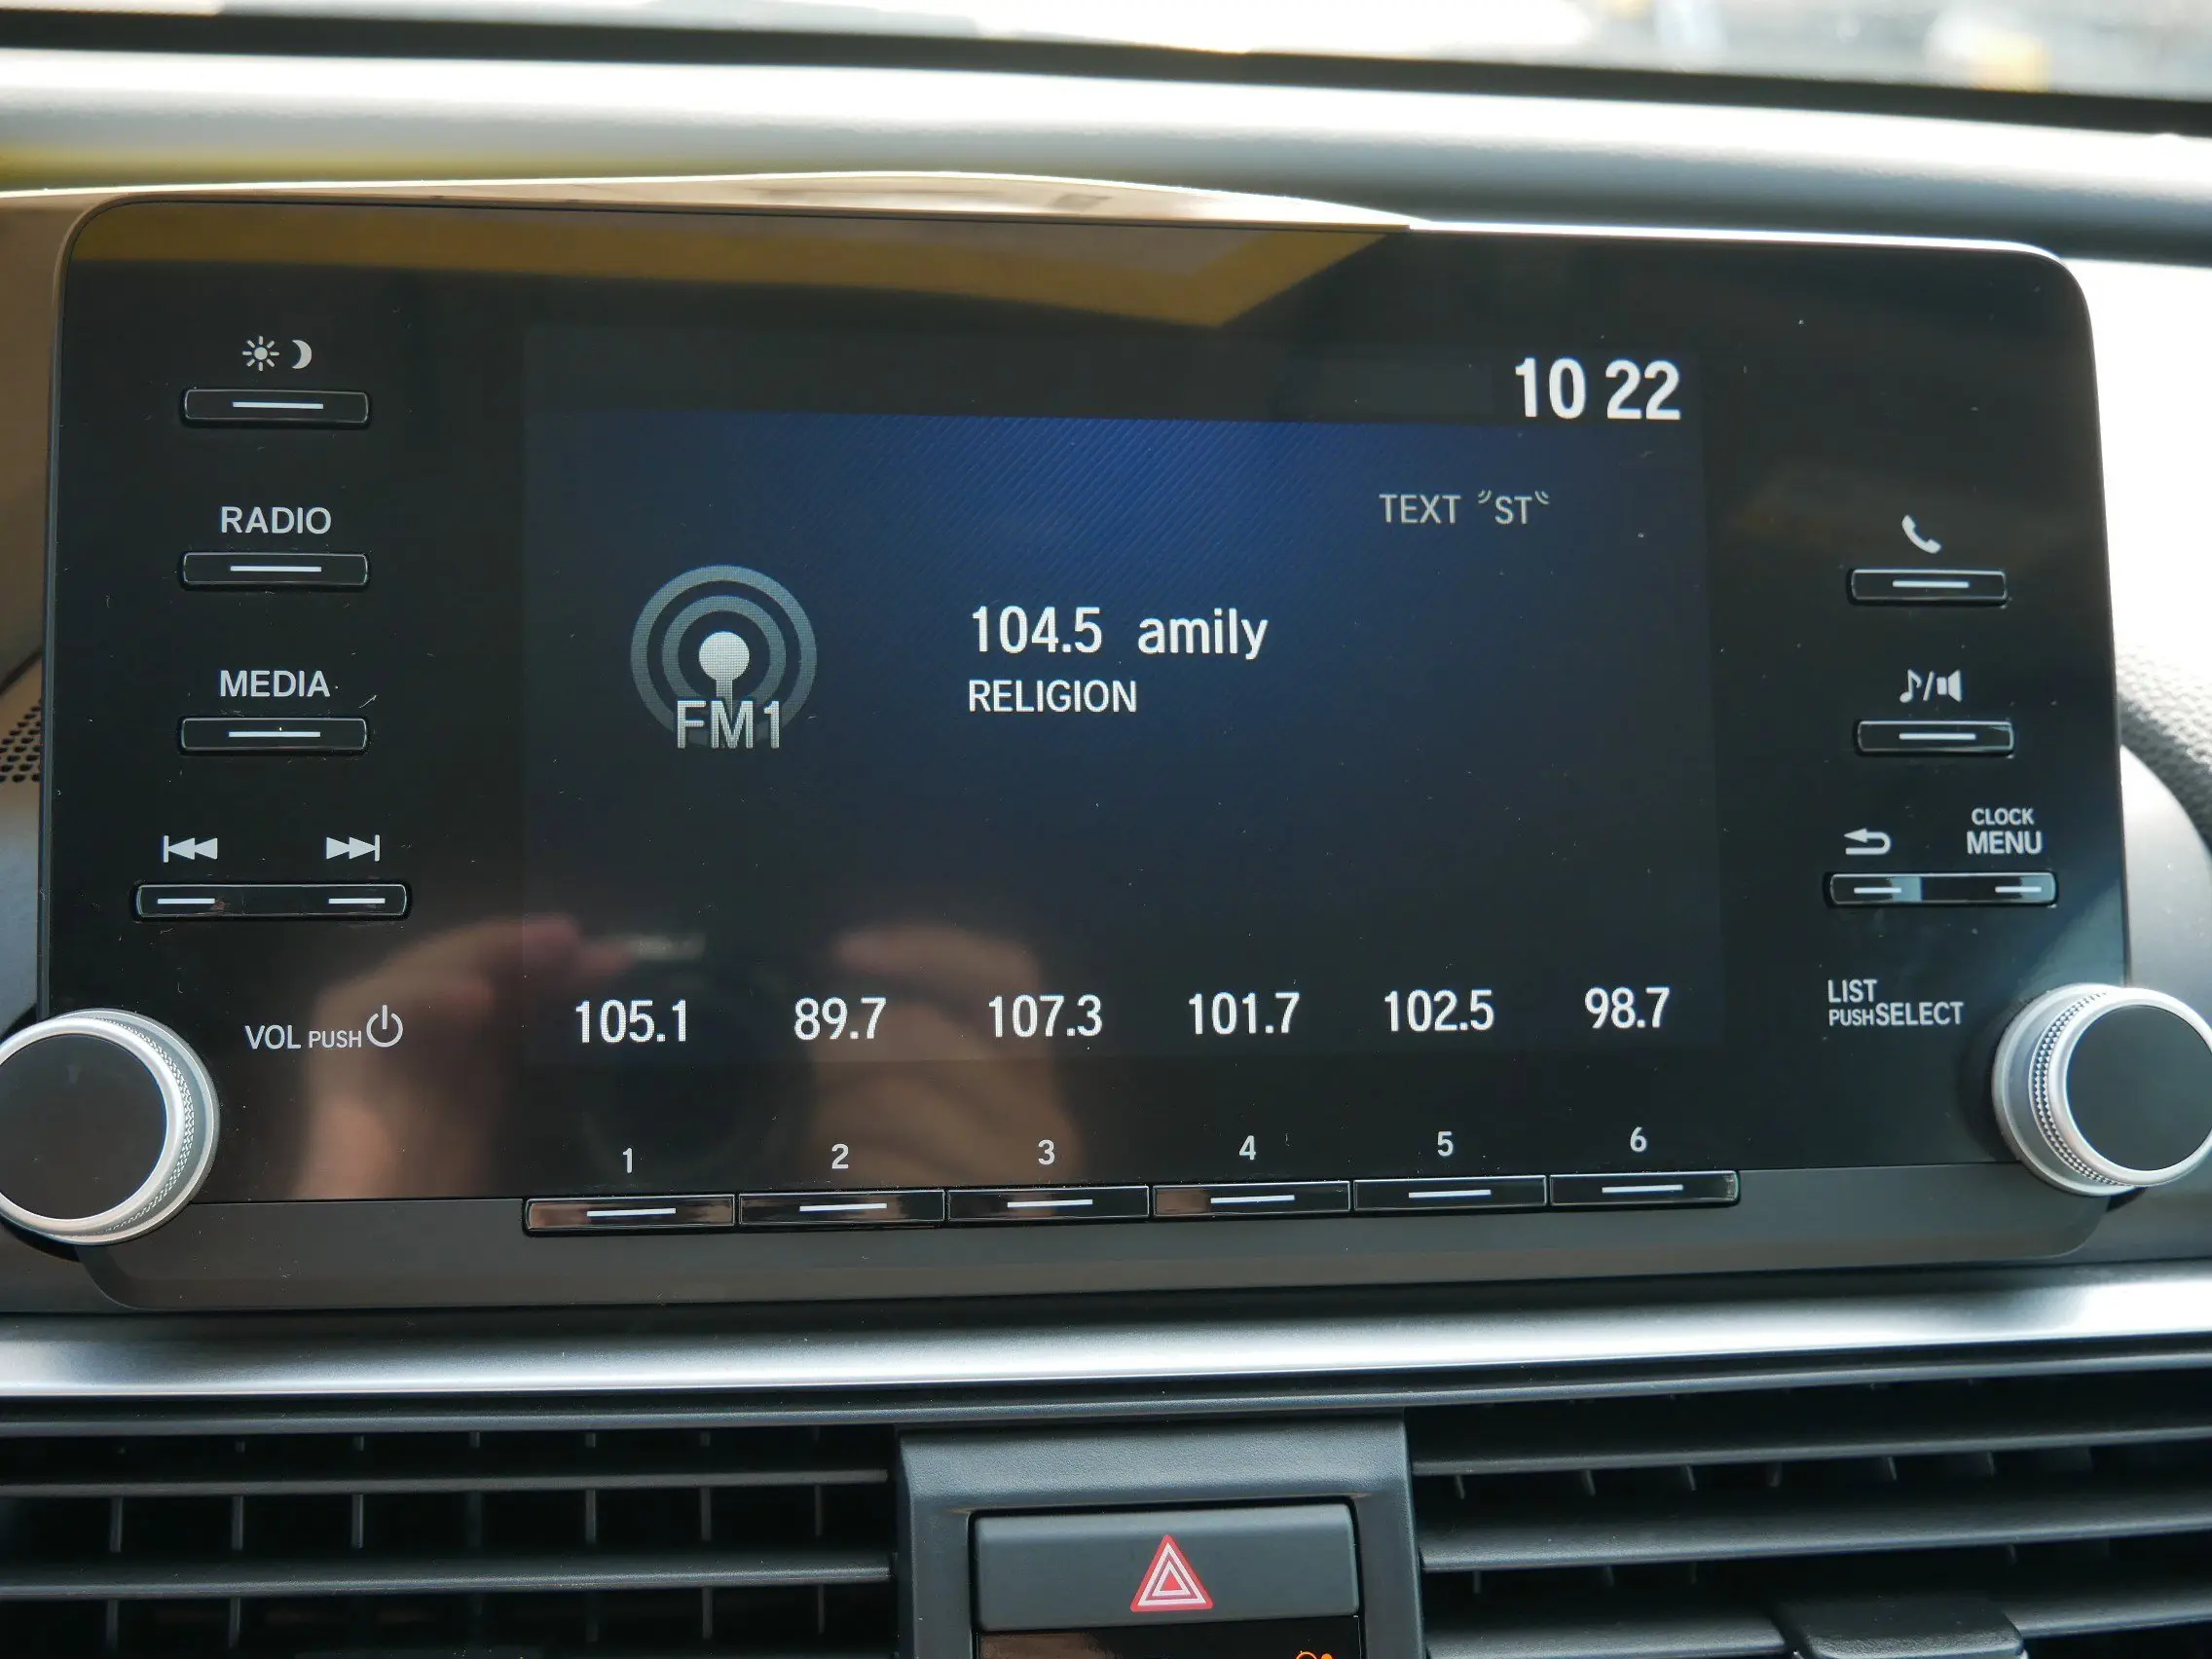 10 22
RADIO
TEXT ST
104.5 amily
RELIGION
FM1
MEDIA
CLOCK
MENU
VOL PUSH
105.1 89.7 107.3 101.7 102.5 98.7
LIST
PUSH SELECT
1 2 3 4 5 6